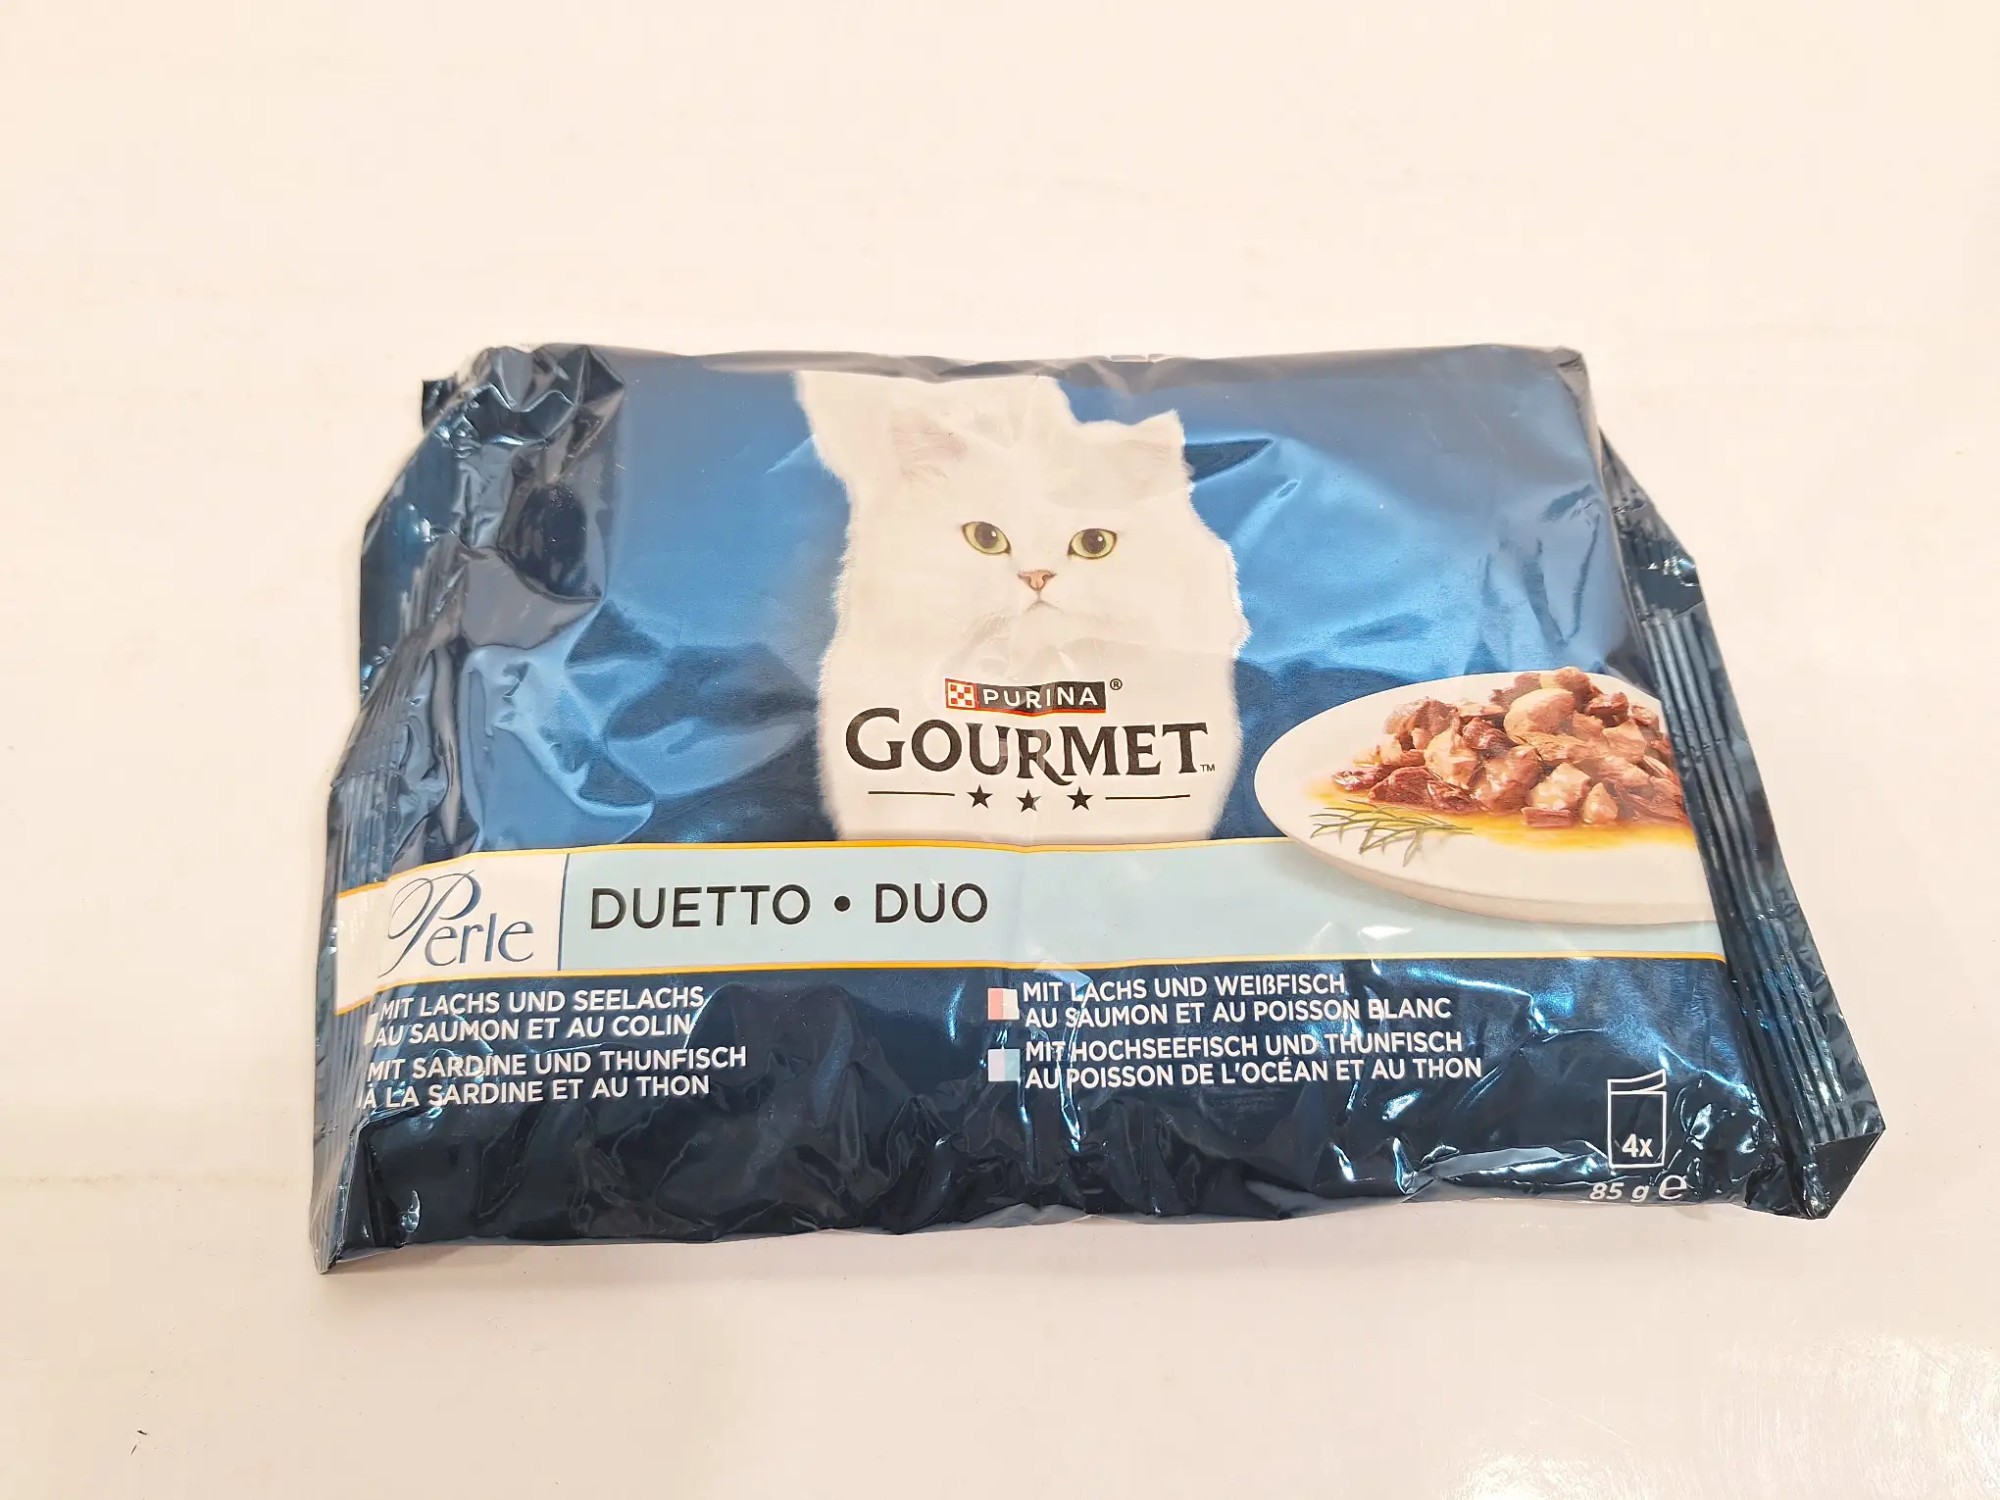 PURINA®
GOURMET™
Perle
DUETTO • DUO
MIT LACHS UND SEELACHS
AU SAUMON ET AU COLIN
MIT SARDINE UND THUNFISCH
À LA SARDINE ET AU THON
MIT LACHS UND WEIßFISCH
AU SAUMON ET AU POISSON BLANC
MIT HOCHSEEFISCH UND THUNFISCH
AU POISSON DE L'OCÉAN ET AU THON
4x
85 g ℮